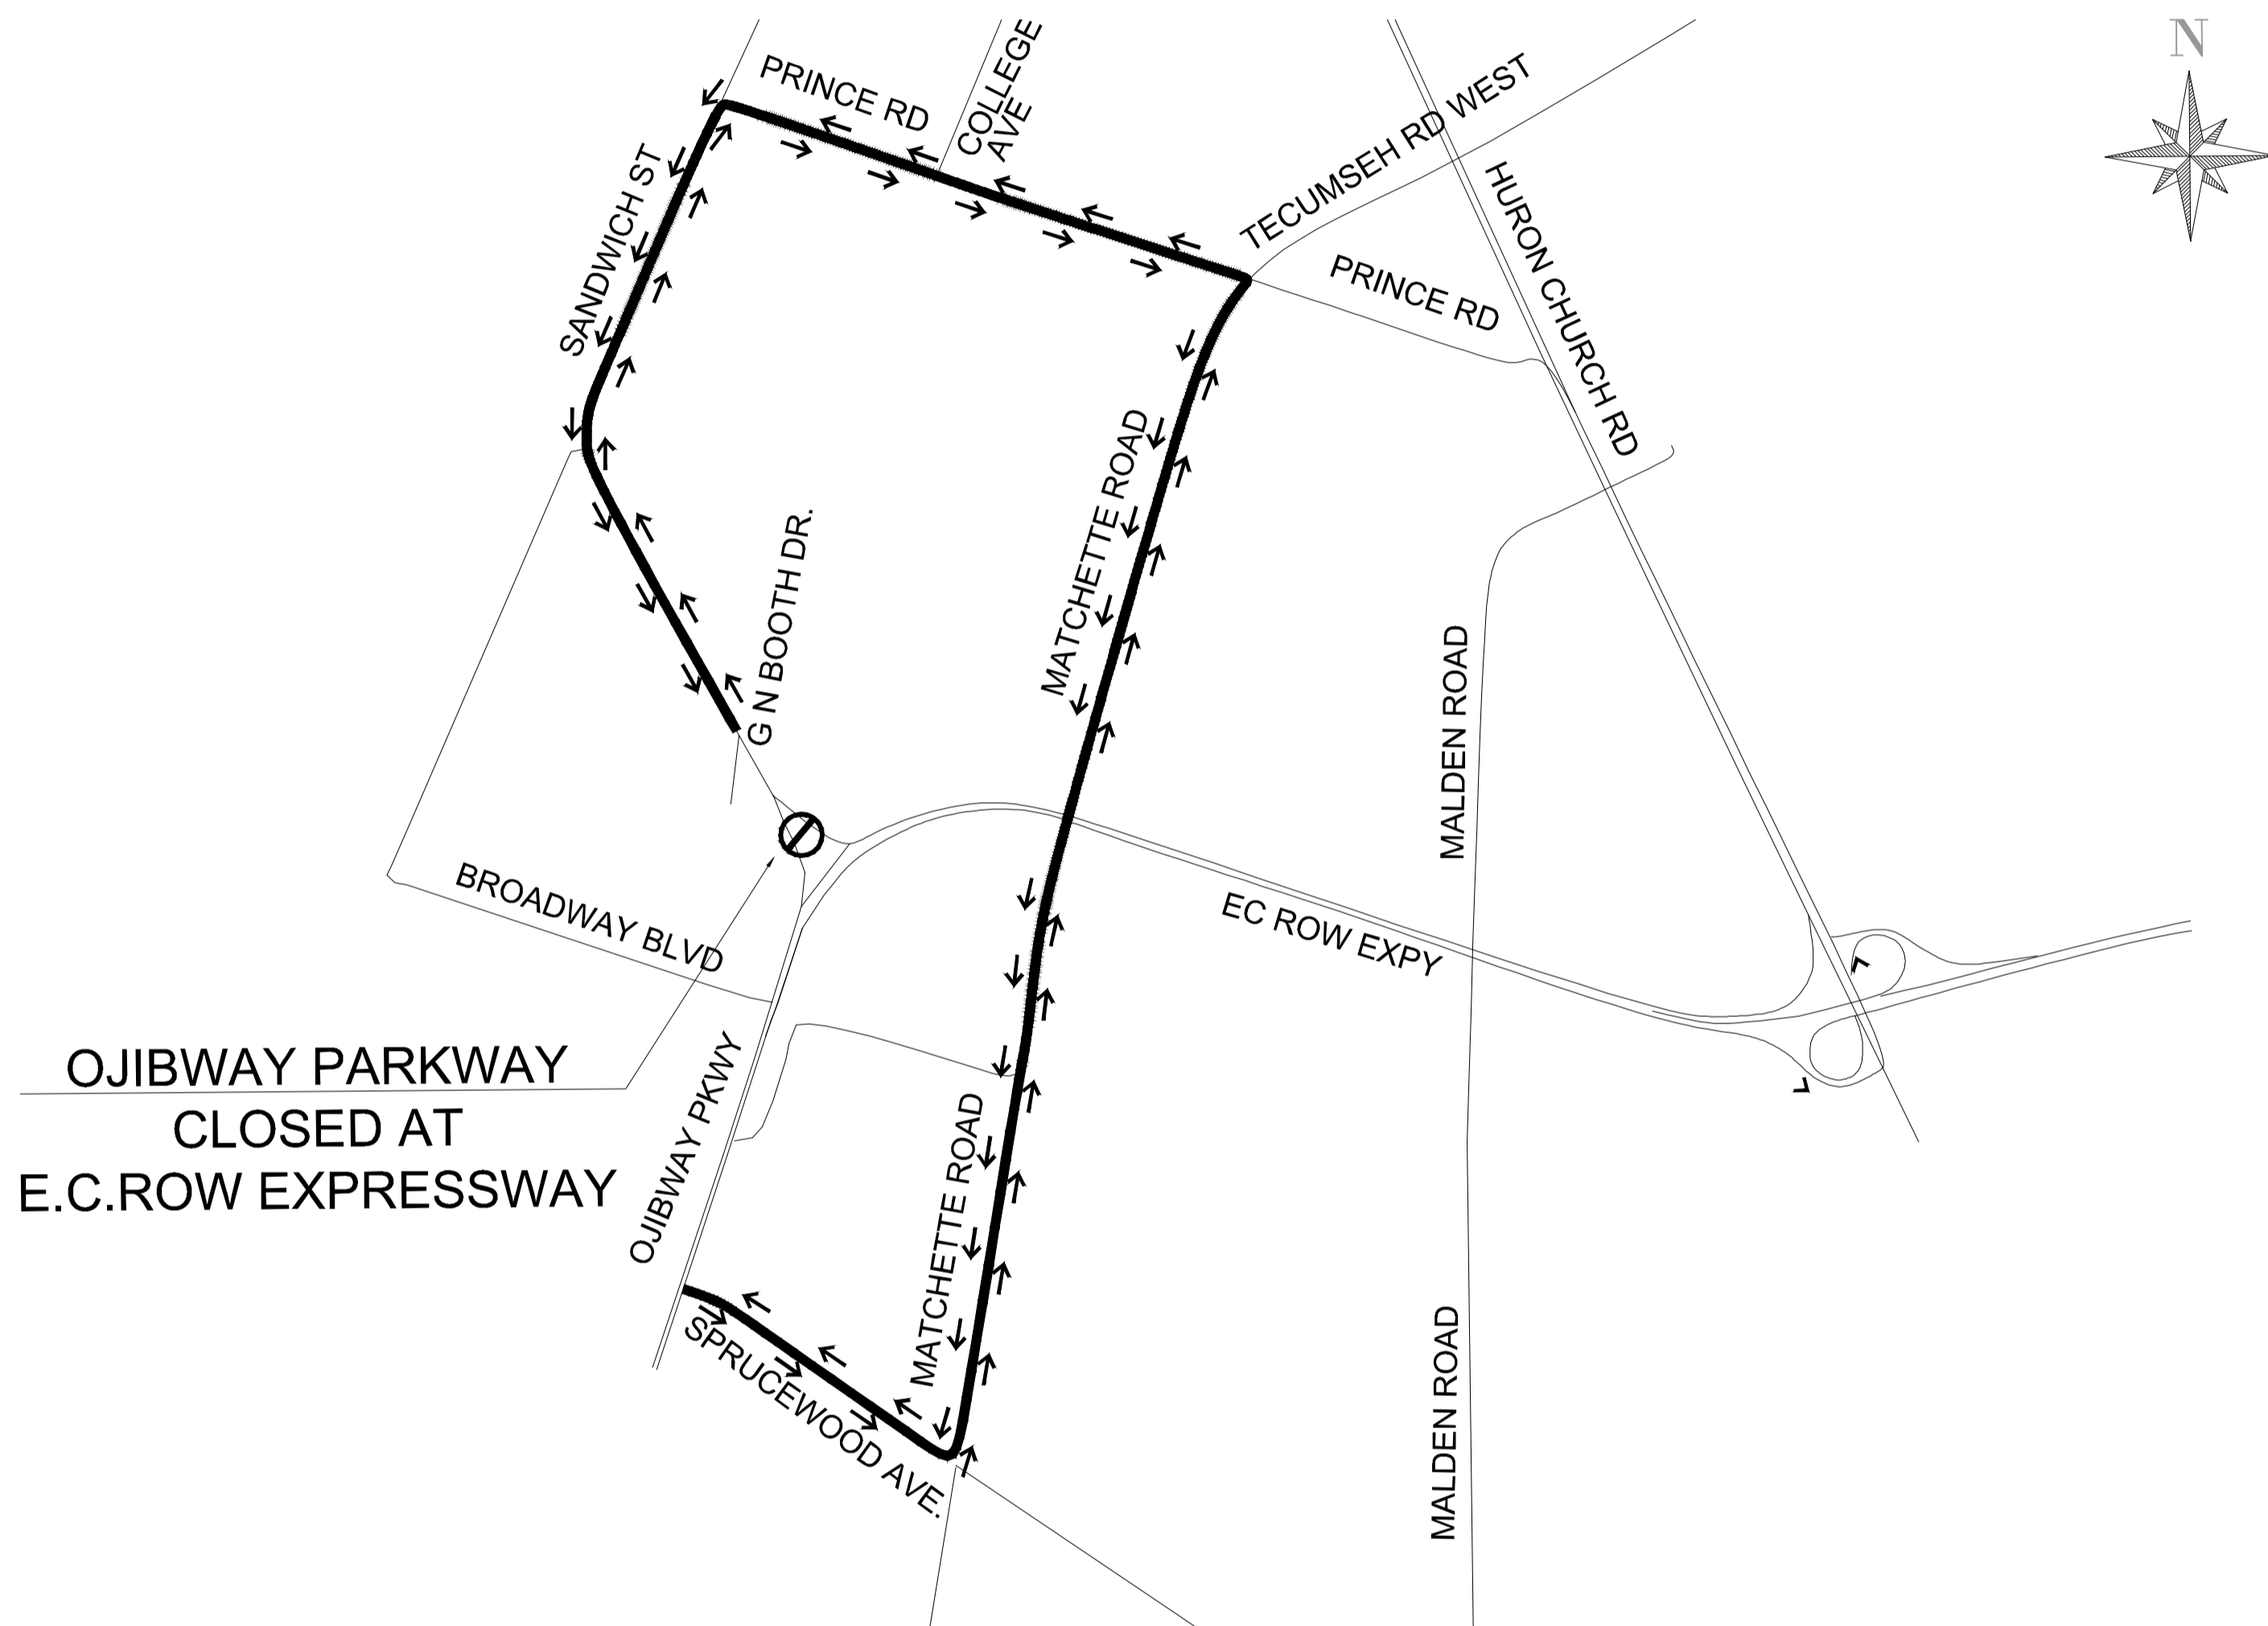 N
PRINCE RD
COLLEGE
AVE
TECUMSEH RD WEST
SANDWICH ST
PRINCE RD
HURON CHURCH RD
MATCHETTE ROAD
G N BOOTH DR.
MALDEN ROAD
BROADWAY BLVD
EC ROW EXPY
OJIBWAY PARKWAY
CLOSED AT
E.C.ROW EXPRESSWAY
OJIBWAY PKWY
MATCHETTE ROAD
SPRUCEWOOD AVE.
MALDEN ROAD